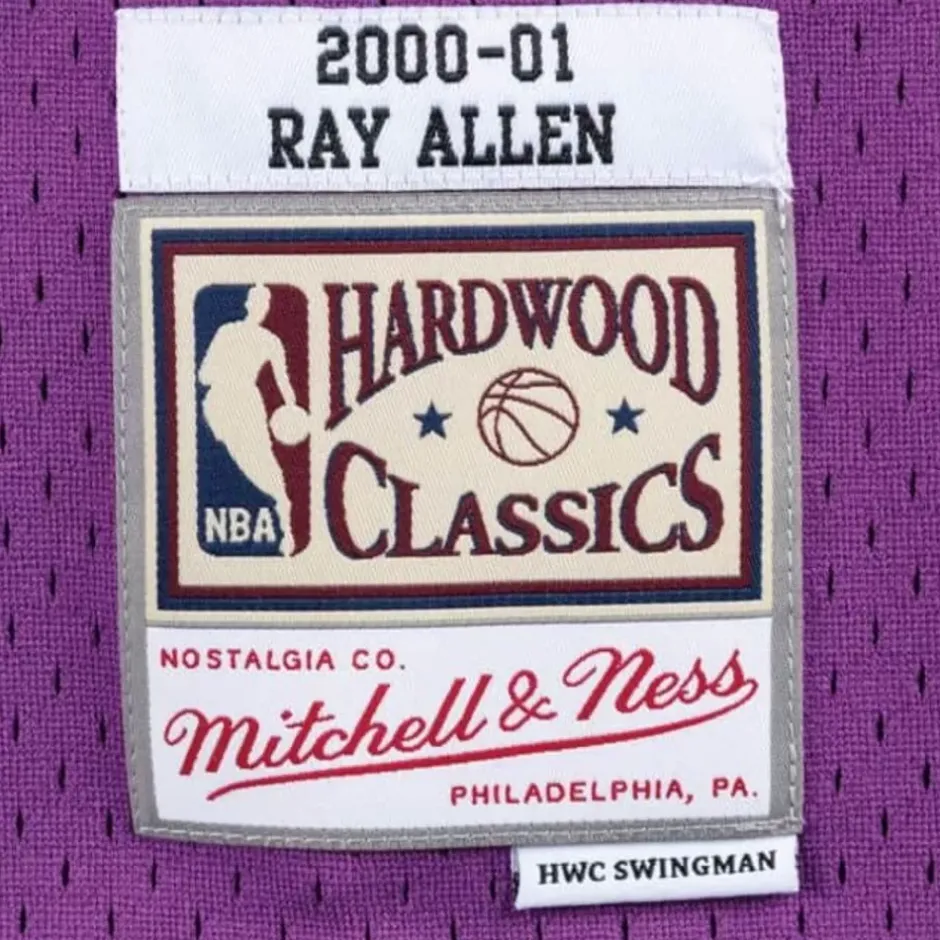 2000-01
RAY ALLEN
HARDWOOD
CLASSICS
NBA
NOSTALGIA CO.
Mitchell & Ness
PHILADELPHIA, PA.
HWC SWINGMAN